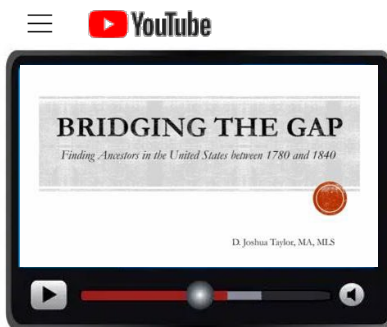 YouTube
BRIDGING THE GAP
Finding Ancestors in the United States between 1780 and 1840
D. Joshua Taylor, MA, MLS